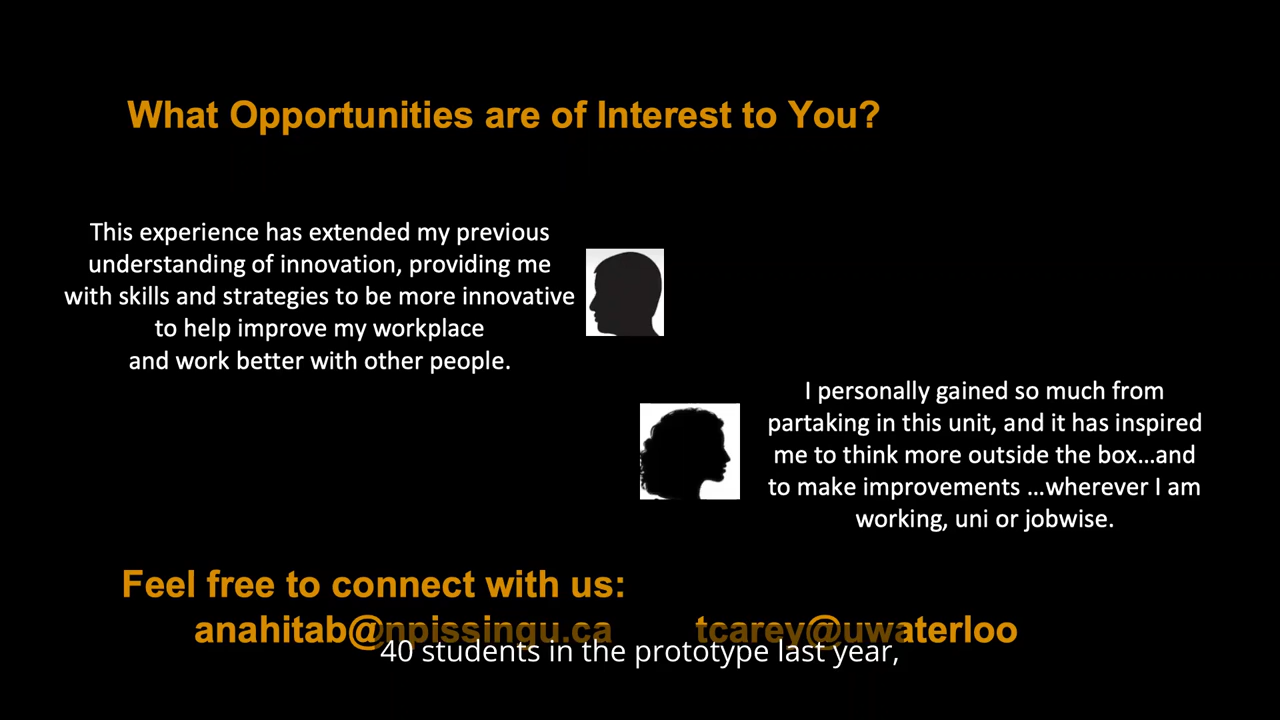 What Opportunities are of Interest to You?
This experience has extended my previous
understanding of innovation, providing me
with skills and strategies to be more innovative
to help improve my workplace
and work better with other people.
I personally gained so much from
partaking in this unit, and it has inspired
me to think more outside the box…and
to make improvements …wherever I am
working, uni or jobwise.
Feel free to connect with us:
anahitab@npissingu.ca tcarey@uwaterloo
40 students in the prototype last year,